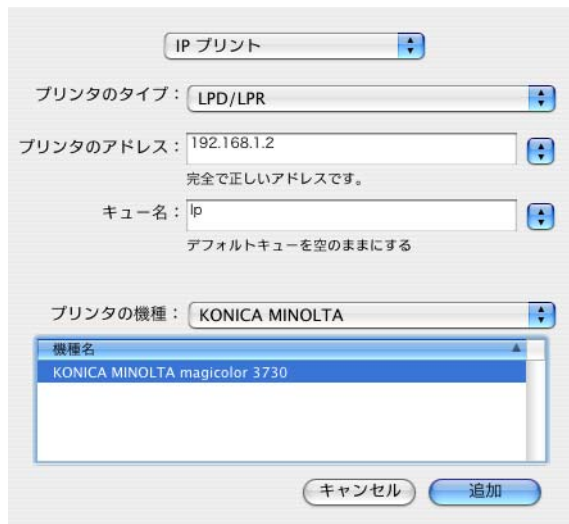 IP プリント
プリンタのタイプ： LPD/LPR
プリンタのアドレス： 192.168.1.2
完全で正しいアドレスです。
キュー名： lp
デフォルトキューを空のままにする
プリンタの機種： KONICA MINOLTA
機種名
KONICA MINOLTA magicolor 3730
キャンセル 追加